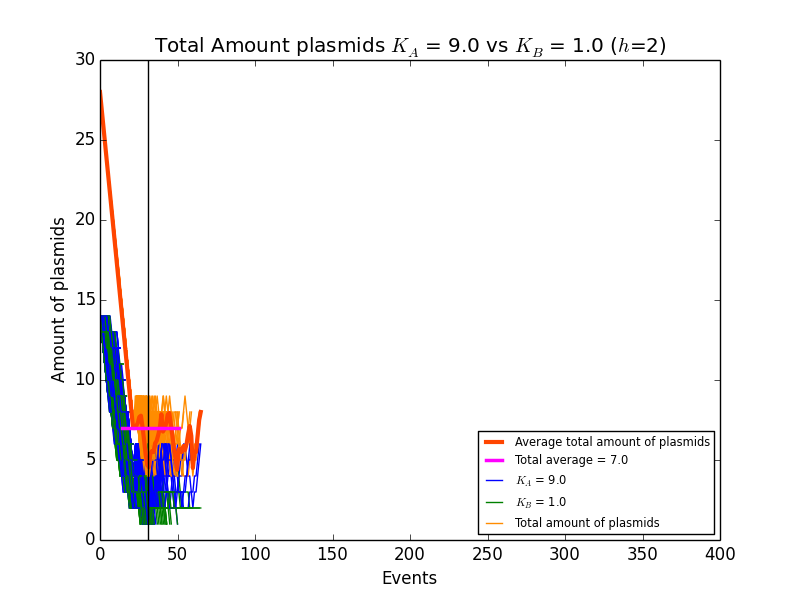 Total Amount plasmids K_A = 9.0 vs K_B = 1.0 (h=2)
30
25
20
15
10
5
0
Amount of plasmids
Average total amount of plasmids
Total average = 7.0
K_A = 9.0
K_B = 1.0
Total amount of plasmids
0 50 100 150 200 250 300 350 400
Events